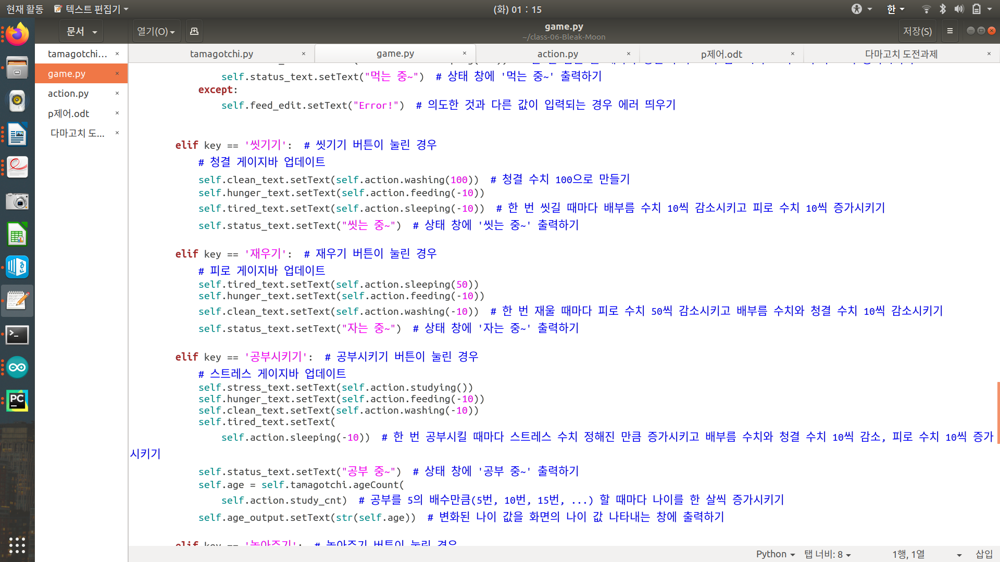 현재 활동
텍스트 편집기
(화) 01 : 15
한
문서
열기(O)
game.py
~/class-06-Bleak-Moon
저장(S)
tamagotchi...
game.py
action.py
p제어.odt
다마고치 도...
tamagotchi.py
game.py
action.py
p제어.odt
다마고치 도전과제
self.status_text.setText("먹는 중~")  # 상태 창에 '먹는 중~' 출력하기
except:
self.feed_edit.setText("Error!")  # 의도한 것과 다른 값이 입력되는 경우 에러 띄우기
elif key == '씻기기':  # 씻기기 버튼이 눌린 경우
# 청결 게이지바 업데이트
self.clean_text.setText(self.action.washing(100))  # 청결 수치 100으로 만들기
self.hunger_text.setText(self.action.feeding(-10))
self.tired_text.setText(self.action.sleeping(-10))  # 한 번 씻길 때마다 배부름 수치 10씩 감소시키고 피로 수치 10씩 증가시키기
self.status_text.setText("씻는 중~")  # 상태 창에 '씻는 중~' 출력하기
elif key == '재우기':  # 재우기 버튼이 눌린 경우
# 피로 게이지바 업데이트
self.tired_text.setText(self.action.sleeping(50))
self.hunger_text.setText(self.action.feeding(-10))
self.clean_text.setText(self.action.washing(-10))  # 한 번 재울 때마다 피로 수치 50씩 감소시키고 배부름 수치와 청결 수치 10씩 감소시키기
self.status_text.setText("자는 중~")  # 상태 창에 '자는 중~' 출력하기
elif key == '공부시키기':  # 공부시키기 버튼이 눌린 경우
# 스트레스 게이지바 업데이트
self.stress_text.setText(self.action.studying())
self.hunger_text.setText(self.action.feeding(-10))
self.clean_text.setText(self.action.washing(-10))
self.tired_text.setText(
self.action.sleeping(-10))  # 한 번 공부시킬 때마다 스트레스 수치 정해진 만큼 증가시키고 배부름 수치와 청결 수치 10씩 감소, 피로 수치 10씩 증가
시키기
self.status_text.setText("공부 중~")  # 상태 창에 '공부 중~' 출력하기
self.age = self.tamagotchi.ageCount(
self.action.study_cnt)  # 공부를 5의 배수만큼(5번, 10번, 15번, ...) 할 때마다 나이를 한 살씩 증가시키기
self.age_output.setText(str(self.age))  # 변화된 나이 값을 화면의 나이 값 나타내는 창에 출력하기
elif key == '놀아주기':  # 놀아주기 버튼이 눌린 경우
Python
탭 너비: 8
1행, 1열
삽입